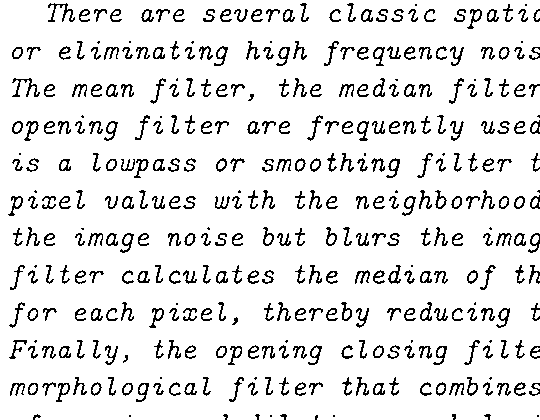 There are several classic spatia
or eliminating high frequency nois
The mean filter, the median filter
opening filter are frequently used
is a lowpass or smoothing filter t
pixel values with the neighborhood
the image noise but blurs the imag
filter calculates the median of th
for each pixel, thereby reducing t
Finally, the opening closing filte
morphological filter that combines